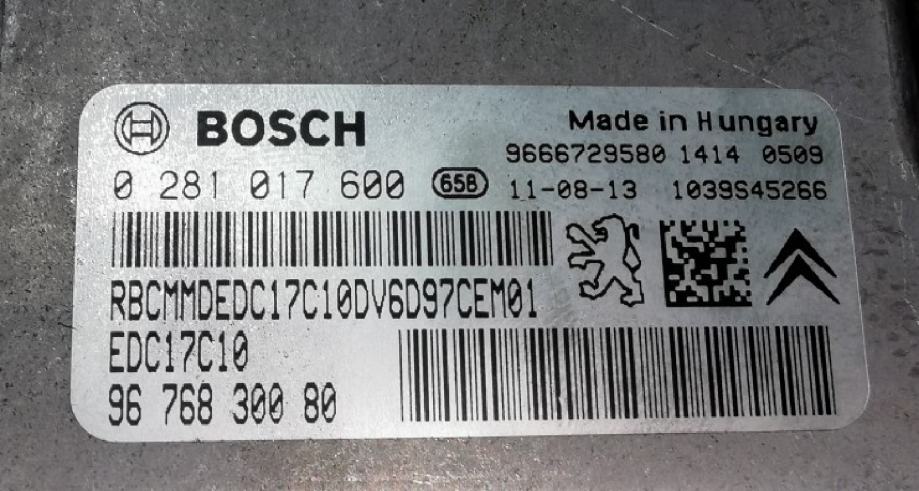 BOSCH
Made in Hungary
9666729580 1414 0509
0 281 017 600 65B 11-08-13 1039S45266
RBCMMDEDC17C10DV6D97CEM01
EDC17C10
96 768 300 80